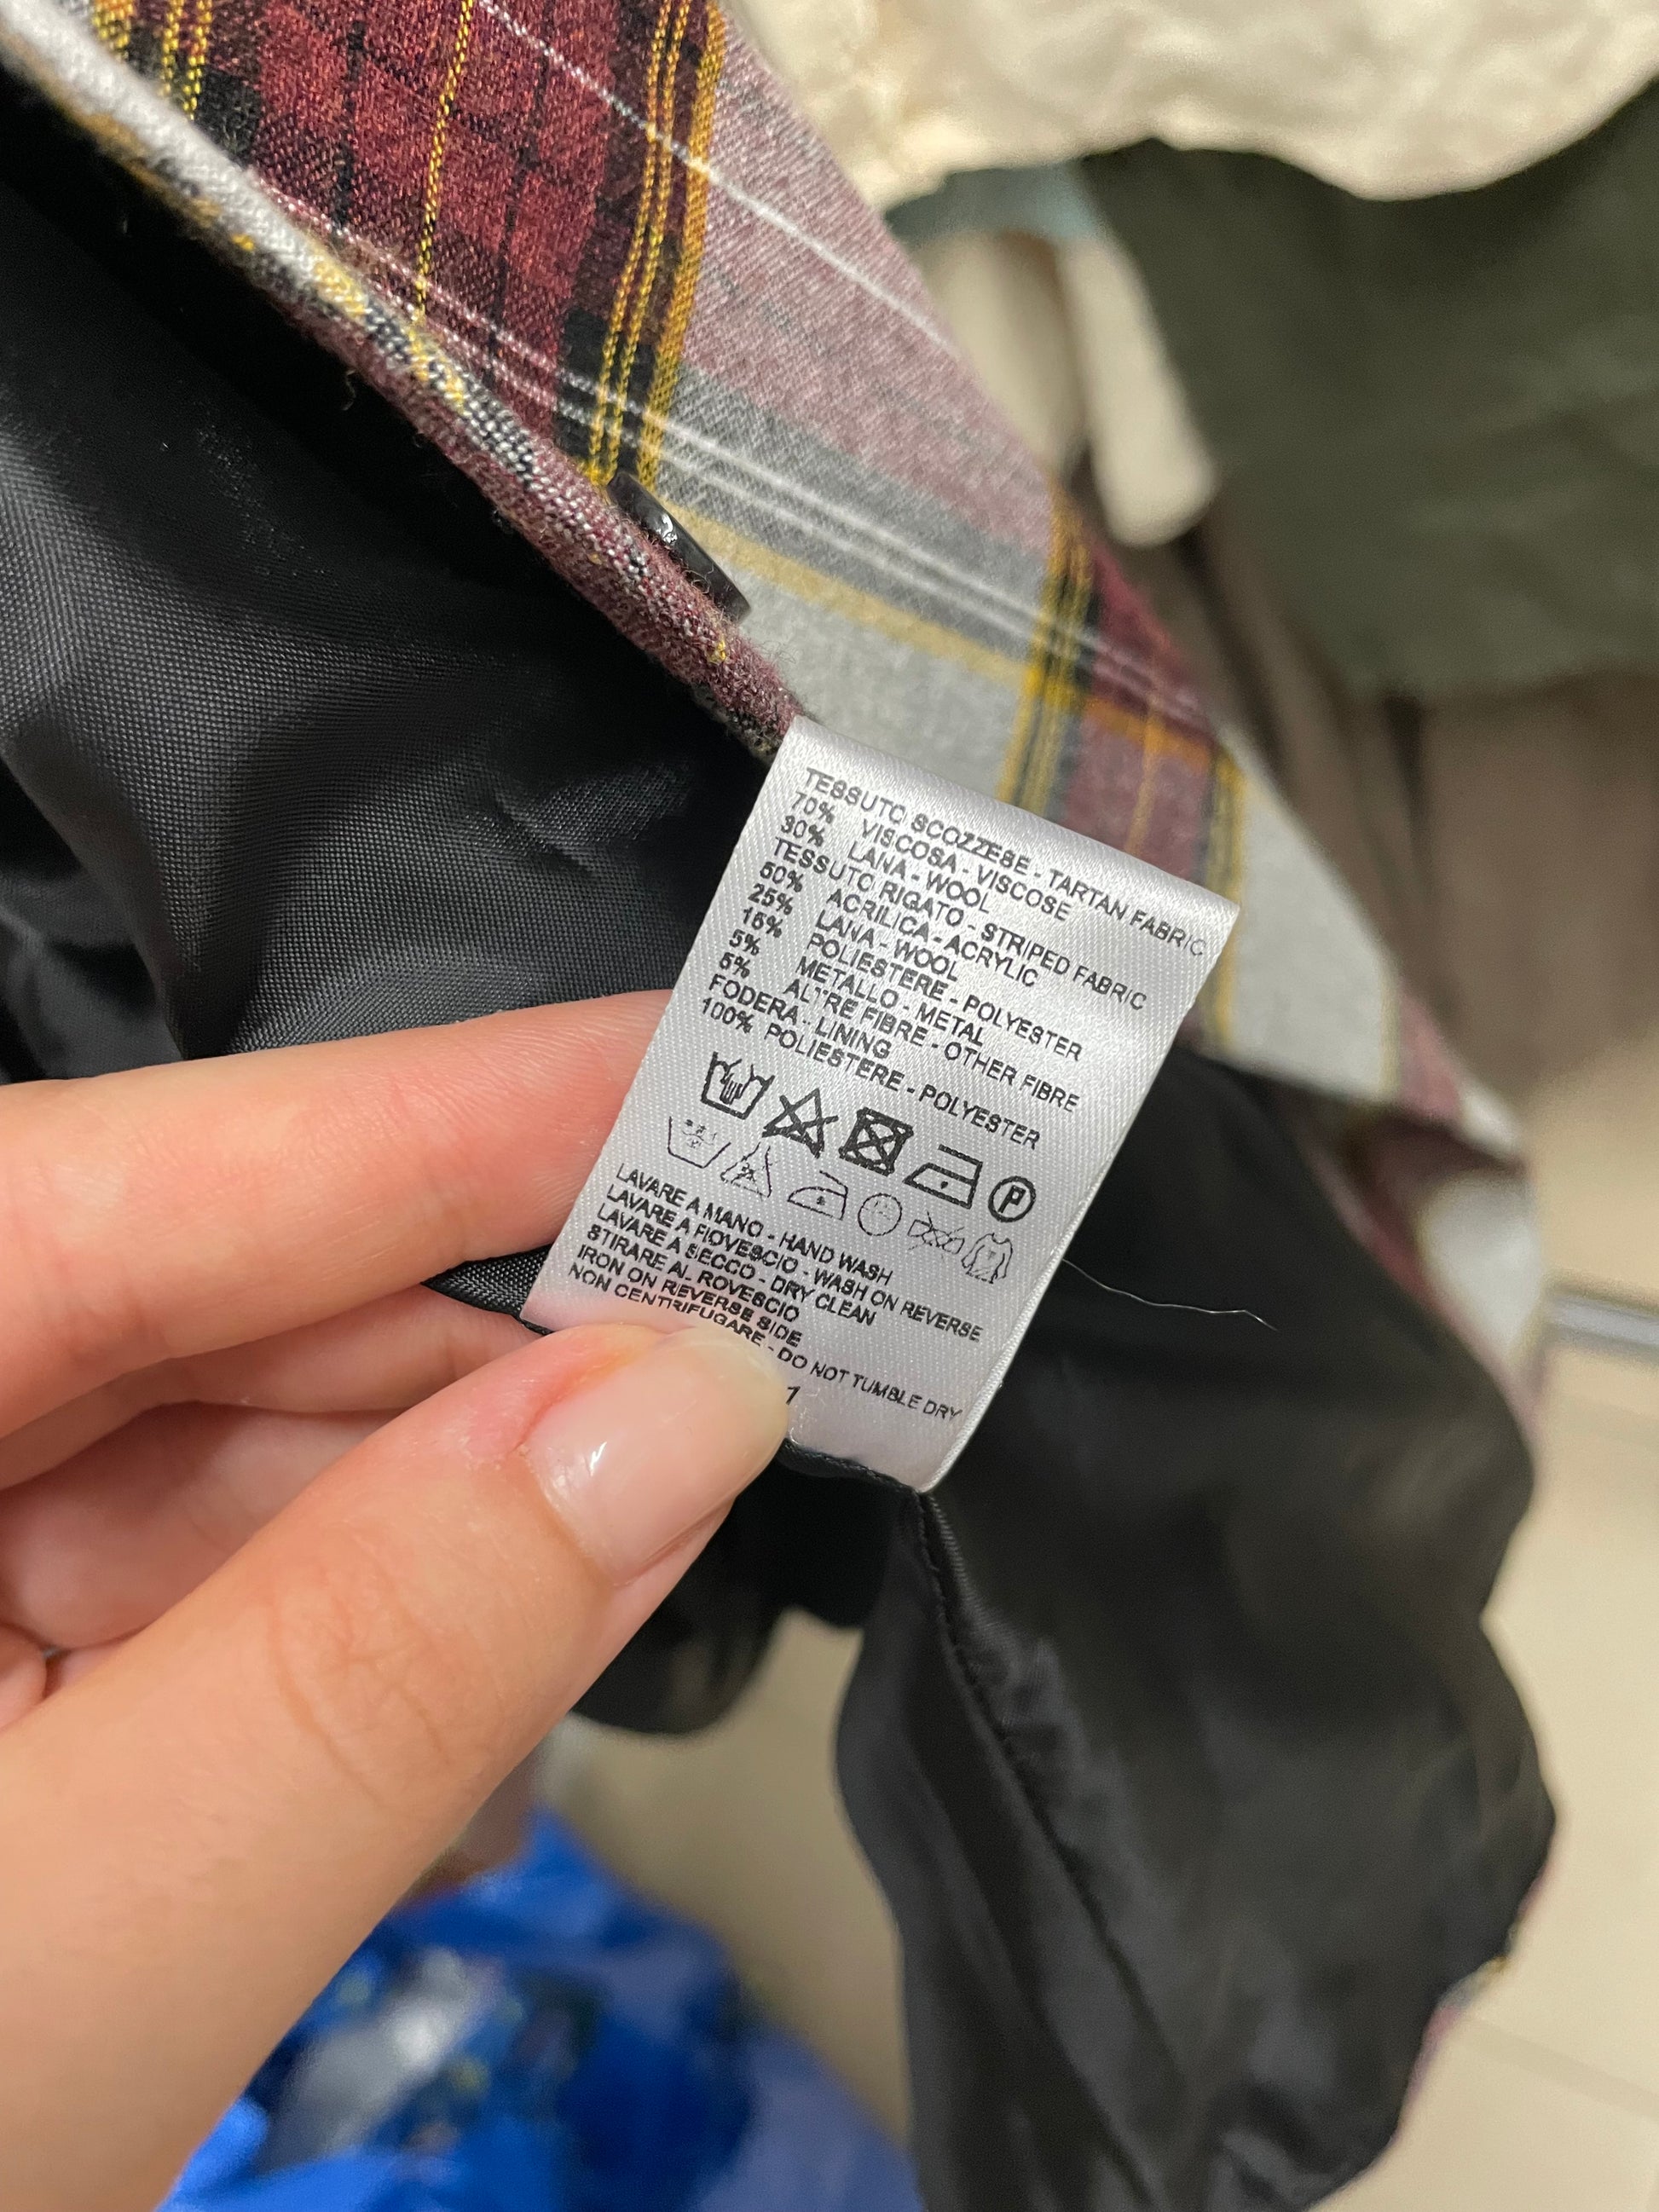 TESSUTO SCOZZESE - TARTAN FABRIC
70% VISCOSA - VISCOSE
30% LANA - WOOL
TESSUTO RIGATO - STRIPED FABRIC
50% ACRILICA - ACRYLIC
25% LANA - WOOL
15% POLIESTERE - POLYESTER
5% METALLO - METAL
5% ALTRE FIBRE - OTHER FIBRE
FODERA - LINING
100% POLIESTERE - POLYESTER
P
LAVARE A MANO - HAND WASH
LAVARE A ROVESCIO - WASH ON REVERSE
LAVARE A SECCO - DRY CLEAN
STIRARE AL ROVESCIO
IRON ON REVERSE SIDE
NON CENTRIFUGARE - DO NOT TUMBLE DRY